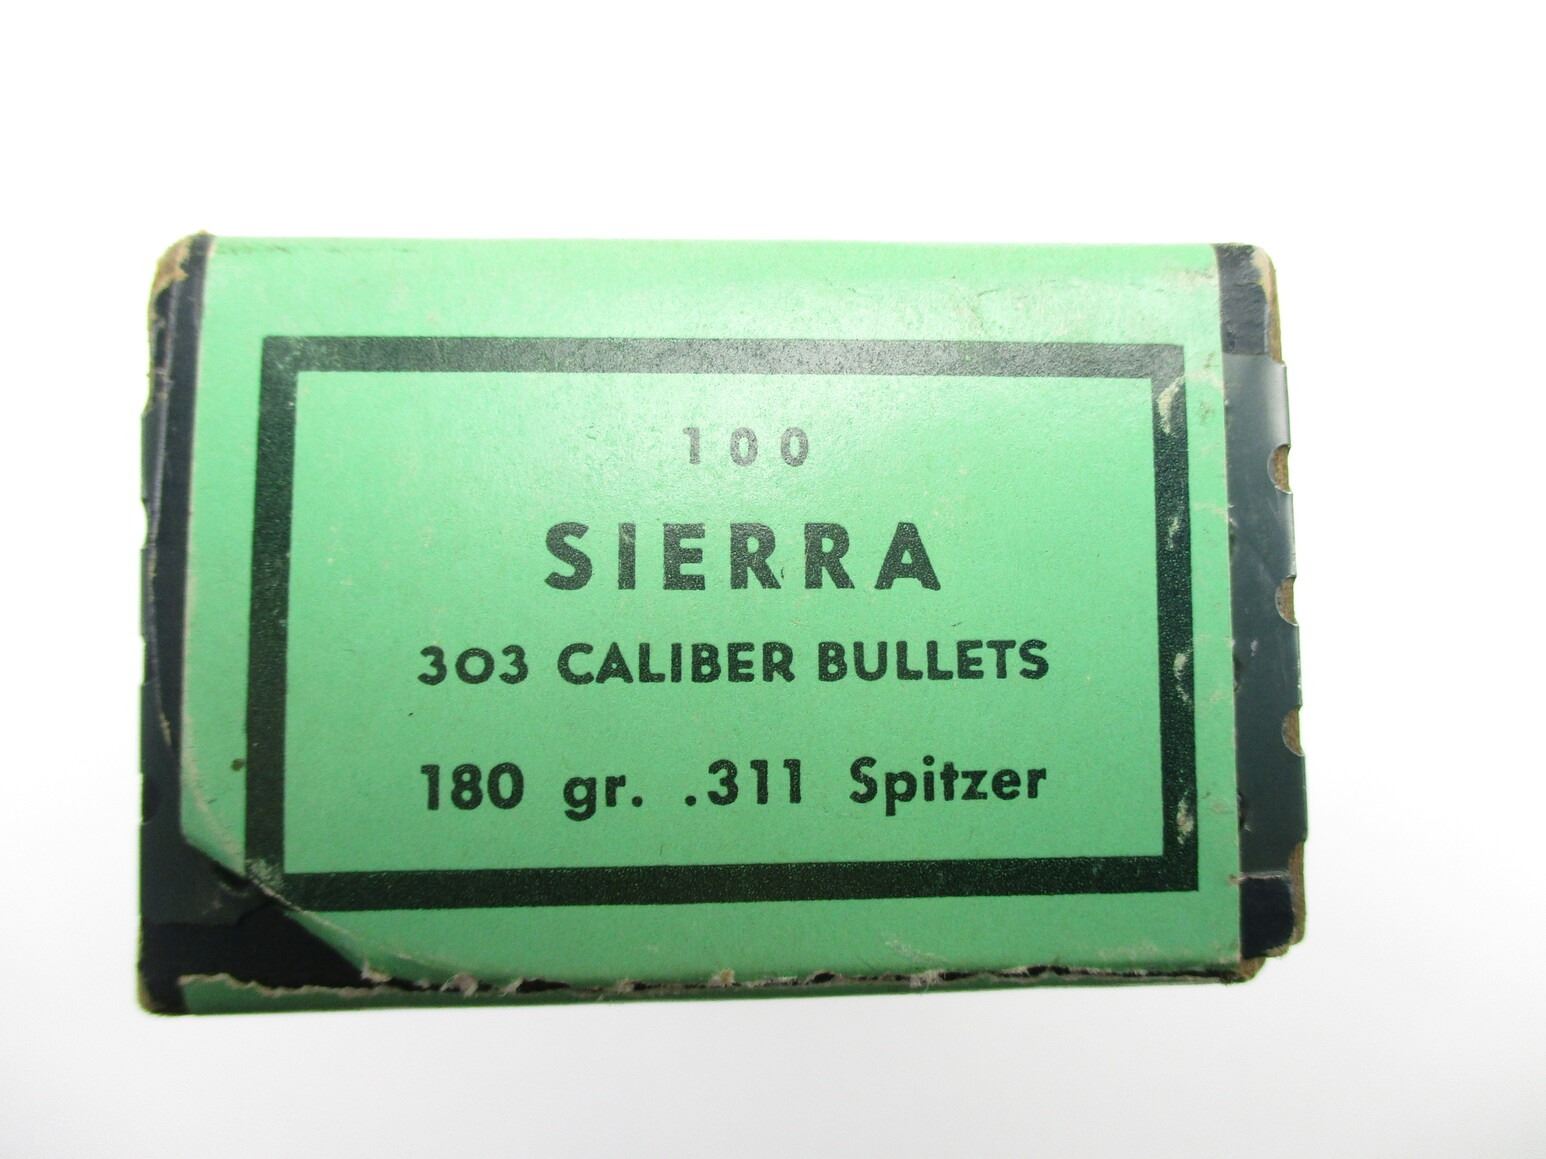 100
SIERRA
303 CALIBER BULLETS
180 gr. .311 Spitzer